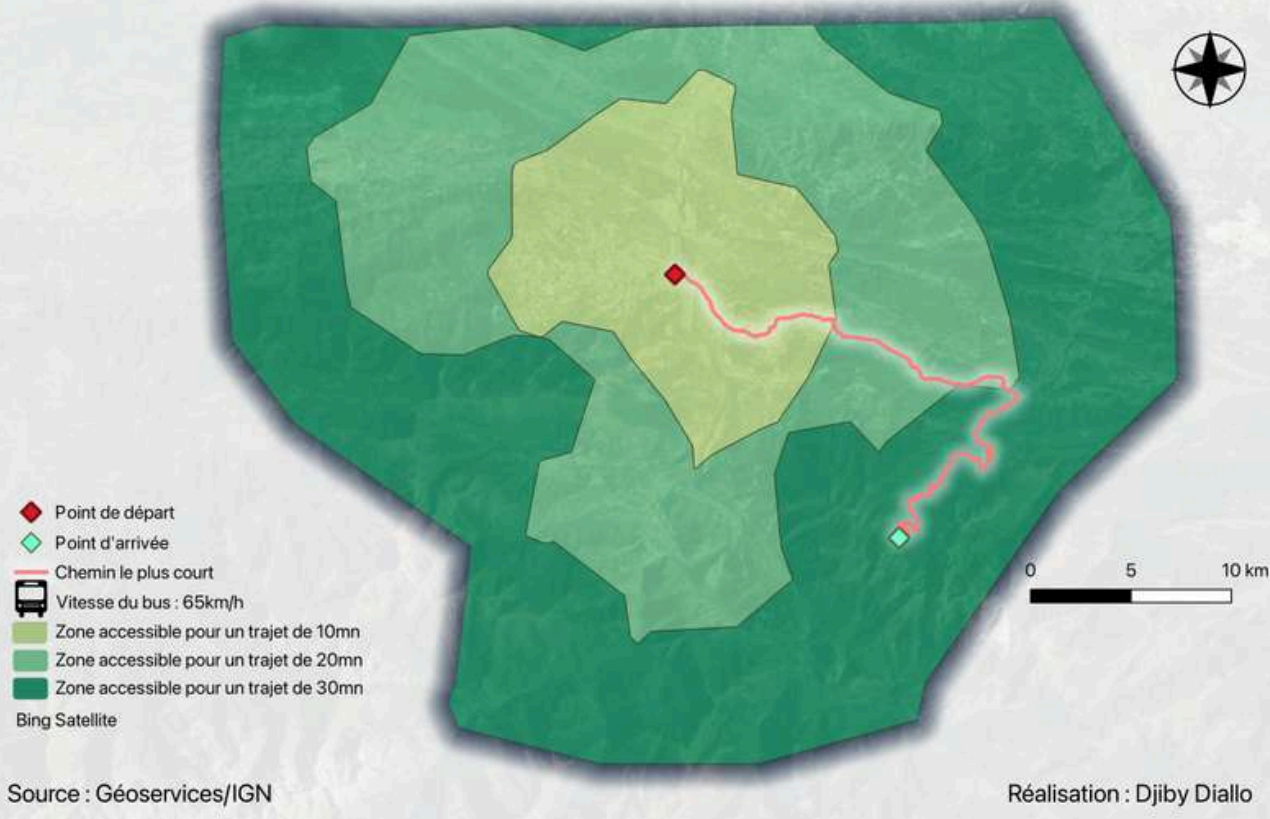 Point de départ
Point d'arrivée
Chemin le plus court
Vitesse du bus : 65km/h
Zone accessible pour un trajet de 10mn
Zone accessible pour un trajet de 20mn
Zone accessible pour un trajet de 30mn
Bing Satellite
0 5 10 km
Source : Géoservices/IGN
Réalisation : Djiby Diallo